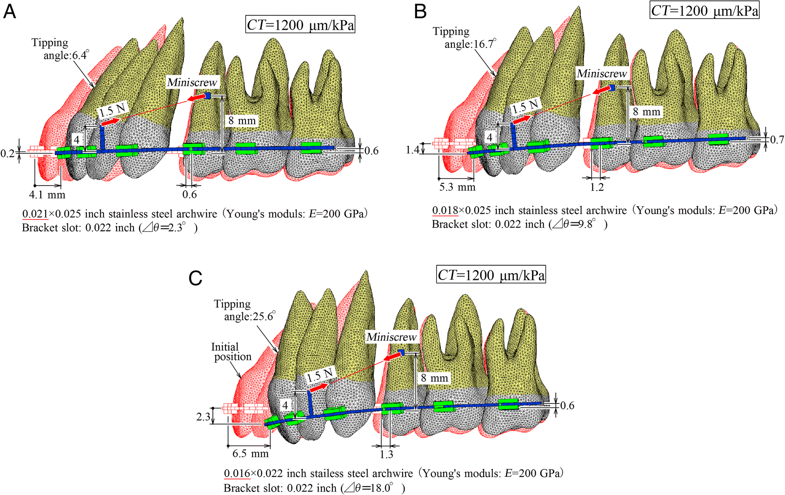 A
CT=1200 μm/kPa
Tipping
angle:6.4°
Miniscrew
1.5 N
8 mm
4
0.2
0.6
4.1 mm
0.6
0.021×0.025 inch stainless steel archwire (Young's moduls: E=200 GPa)
Bracket slot: 0.022 inch (⊿θ=2.3°)
B
CT=1200 μm/kPa
Tipping
angle:16.7°
Miniscrew
1.5 N
8 mm
4
1.4
0.7
5.3 mm
1.2
0.018×0.025 inch stainless steel archwire (Young's moduls: E=200 GPa)
Bracket slot: 0.022 inch (⊿θ=9.8°)
C
CT=1200 μm/kPa
Tipping
angle:25.6°
Initial
position
Miniscrew
1.5 N
8 mm
4
2.3
0.6
6.5 mm
1.3
0.016×0.022 inch stailess steel archwire (Young's moduls: E=200 GPa)
Bracket slot: 0.022 inch (⊿θ=18.0°)